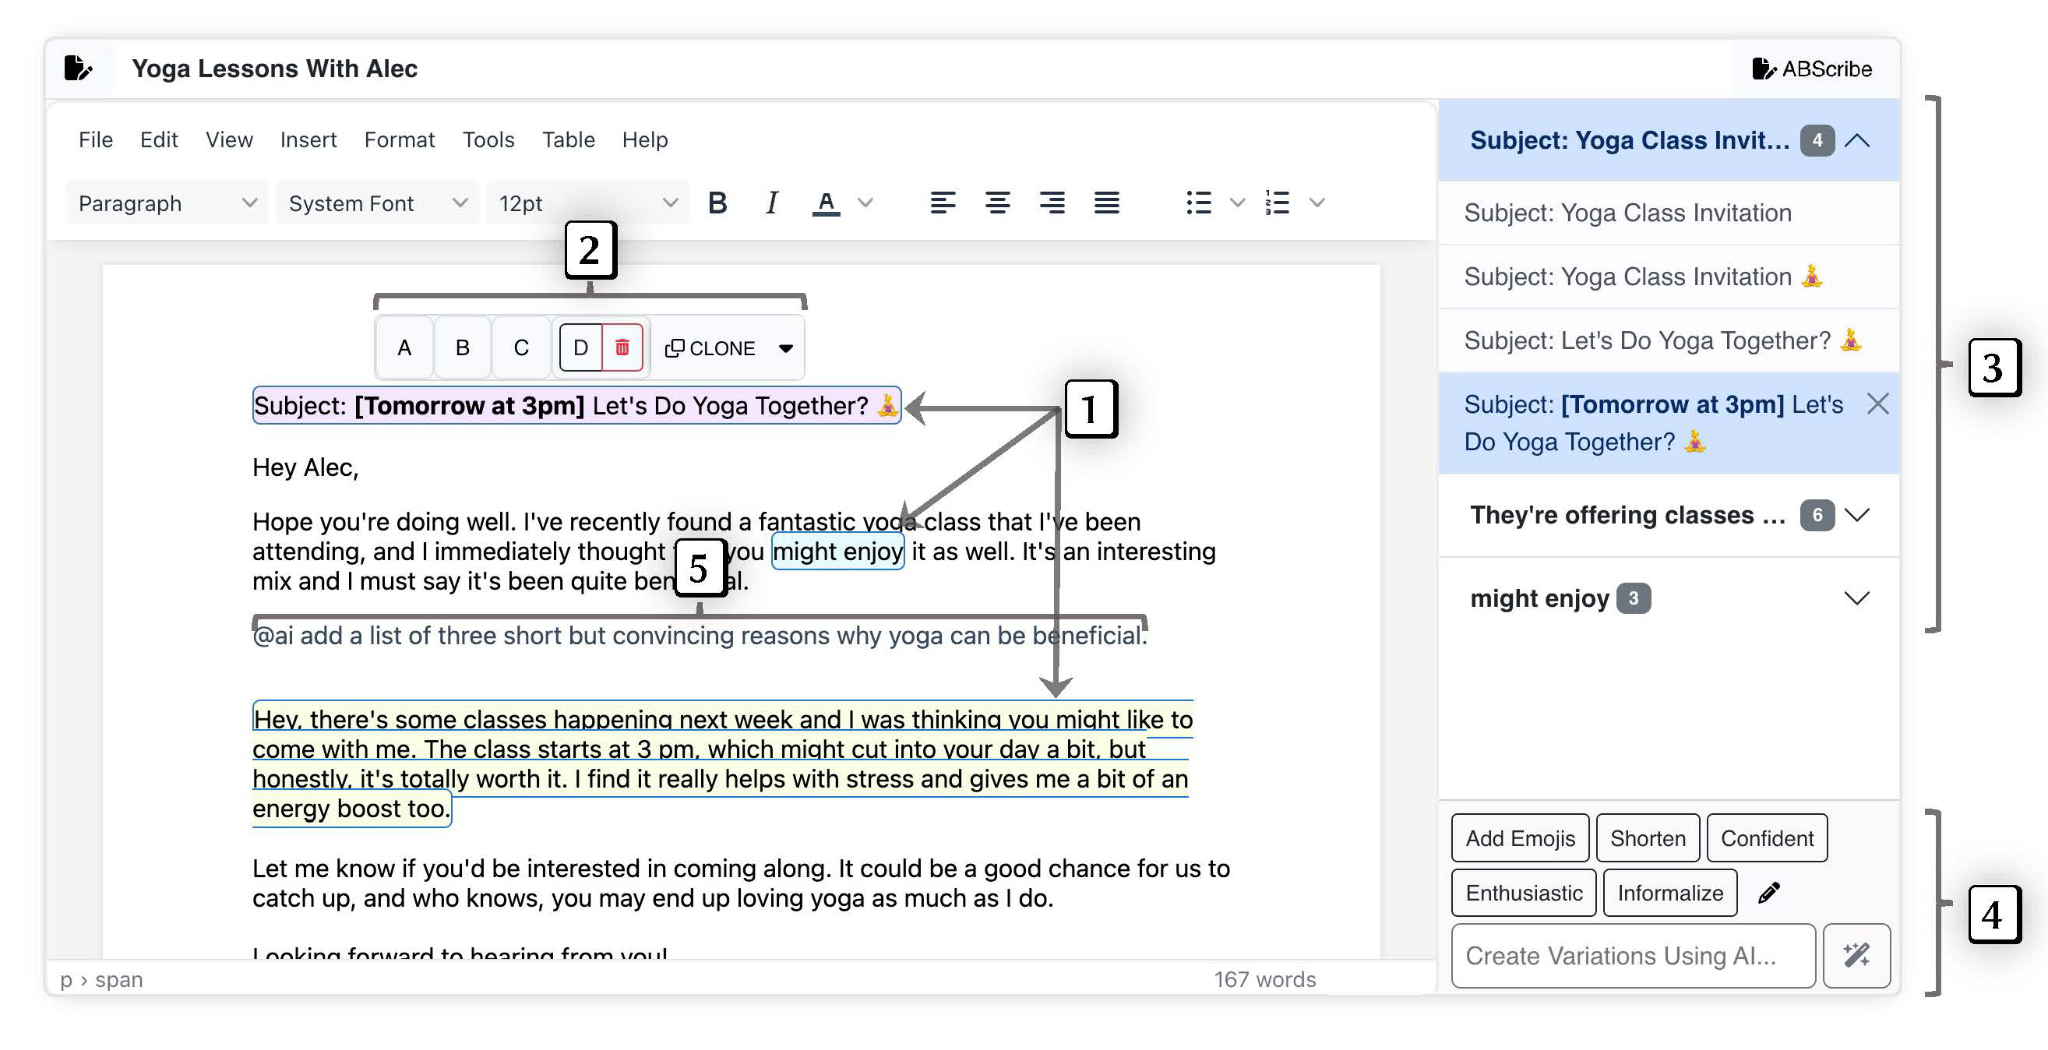 Yoga Lessons With Alec
ABScribe
File Edit View Insert Format Tools Table Help
Paragraph System Font 12pt B I A
2
A B C D CLONE
Subject: [Tomorrow at 3pm] Let's Do Yoga Together? 🧘
1
Hey Alec,
Hope you're doing well. I've recently found a fantastic yoga class that I've been
attending, and I immediately thought you might enjoy it as well. It's an interesting
mix and I must say it's been quite ben al.
5
@ai add a list of three short but convincing reasons why yoga can be beneficial.
Hey, there's some classes happening next week and I was thinking you might like to
come with me. The class starts at 3 pm, which might cut into your day a bit, but
honestly, it's totally worth it. I find it really helps with stress and gives me a bit of an
energy boost too.
Let me know if you'd be interested in coming along. It could be a good chance for us to
catch up, and who knows, you may end up loving yoga as much as I do.
Looking forward to hearing from you!
p › span
167 words
Subject: Yoga Class Invit... 4
Subject: Yoga Class Invitation
Subject: Yoga Class Invitation 🧘
Subject: Let's Do Yoga Together? 🧘
Subject: [Tomorrow at 3pm] Let's
Do Yoga Together? 🧘
They're offering classes ... 6
might enjoy 3
3
Add Emojis Shorten Confident
Enthusiastic Informalize
Create Variations Using AI...
4